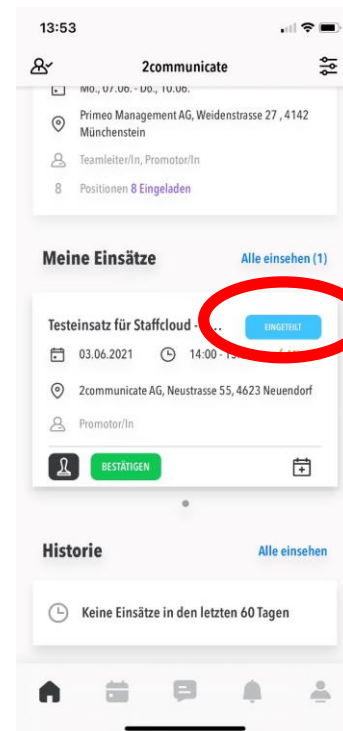 13:53
2communicate
Mo., 07.06. - Do., 10.06.
Primeo Management AG, Weidenstrasse 27 , 4142
Münchenstein
Teamleiter/In, Promotor/In
8 Positionen 8 Eingeladen
Meine Einsätze Alle einsehen (1)
Testeinsatz für Staffcloud - EINGETEILT
03.06.2021 14:00 -
2communicate AG, Neustrasse 55, 4623 Neuendorf
Promotor/In
BESTÄTIGEN
Historie Alle einsehen
Keine Einsätze in den letzten 60 Tagen